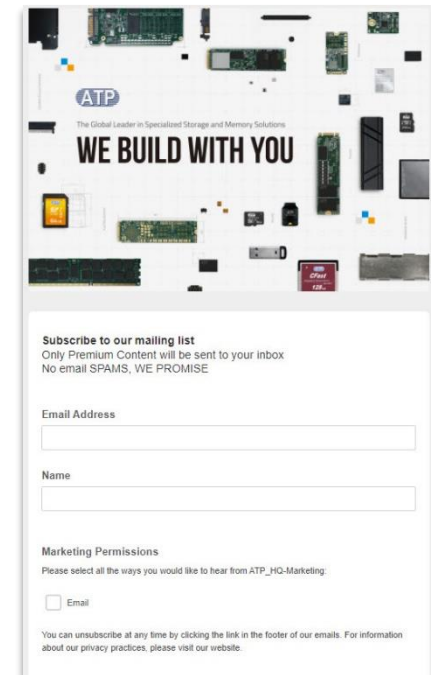 ATP
The Global Leader in Specialized Storage and Memory Solutions
WE BUILD WITH YOU
CFast
Subscribe to our mailing list
Only Premium Content will be sent to your inbox
No email SPAMS, WE PROMISE
Email Address
Name
Marketing Permissions
Please select all the ways you would like to hear from ATP_HQ-Marketing:
Email
You can unsubscribe at any time by clicking the link in the footer of our emails. For information
about our privacy practices, please visit our website.